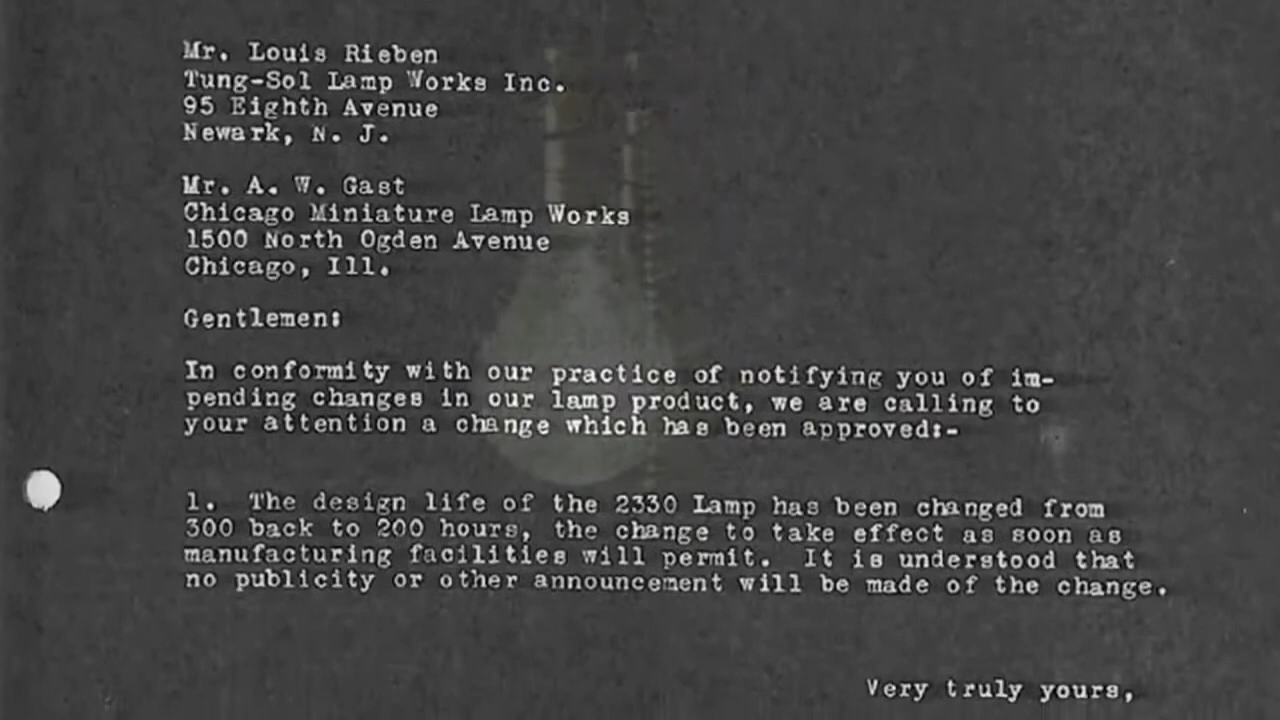 Mr. Louis Rieben
Tung-Sol Lamp Works Inc.
95 Eighth Avenue
Newark, N. J.
Mr. A. W. Gast
Chicago Miniature Lamp Works
1500 North Ogden Avenue
Chicago, Ill.
Gentlemen:
In conformity with our practice of notifying you of im-
pending changes in our lamp product, we are calling to
your attention a change which has been approved:-
1. The design life of the 2330 Lamp has been changed from
300 back to 200 hours, the change to take effect as soon as
manufacturing facilities will permit. It is understood that
no publicity or other announcement will be made of the change.
Very truly yours,